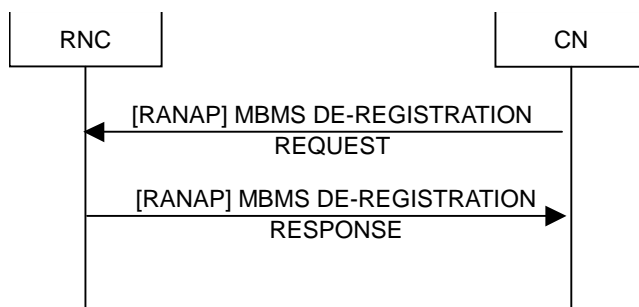 RNC
CN
[RANAP] MBMS DE-REGISTRATION
REQUEST
[RANAP] MBMS DE-REGISTRATION
RESPONSE